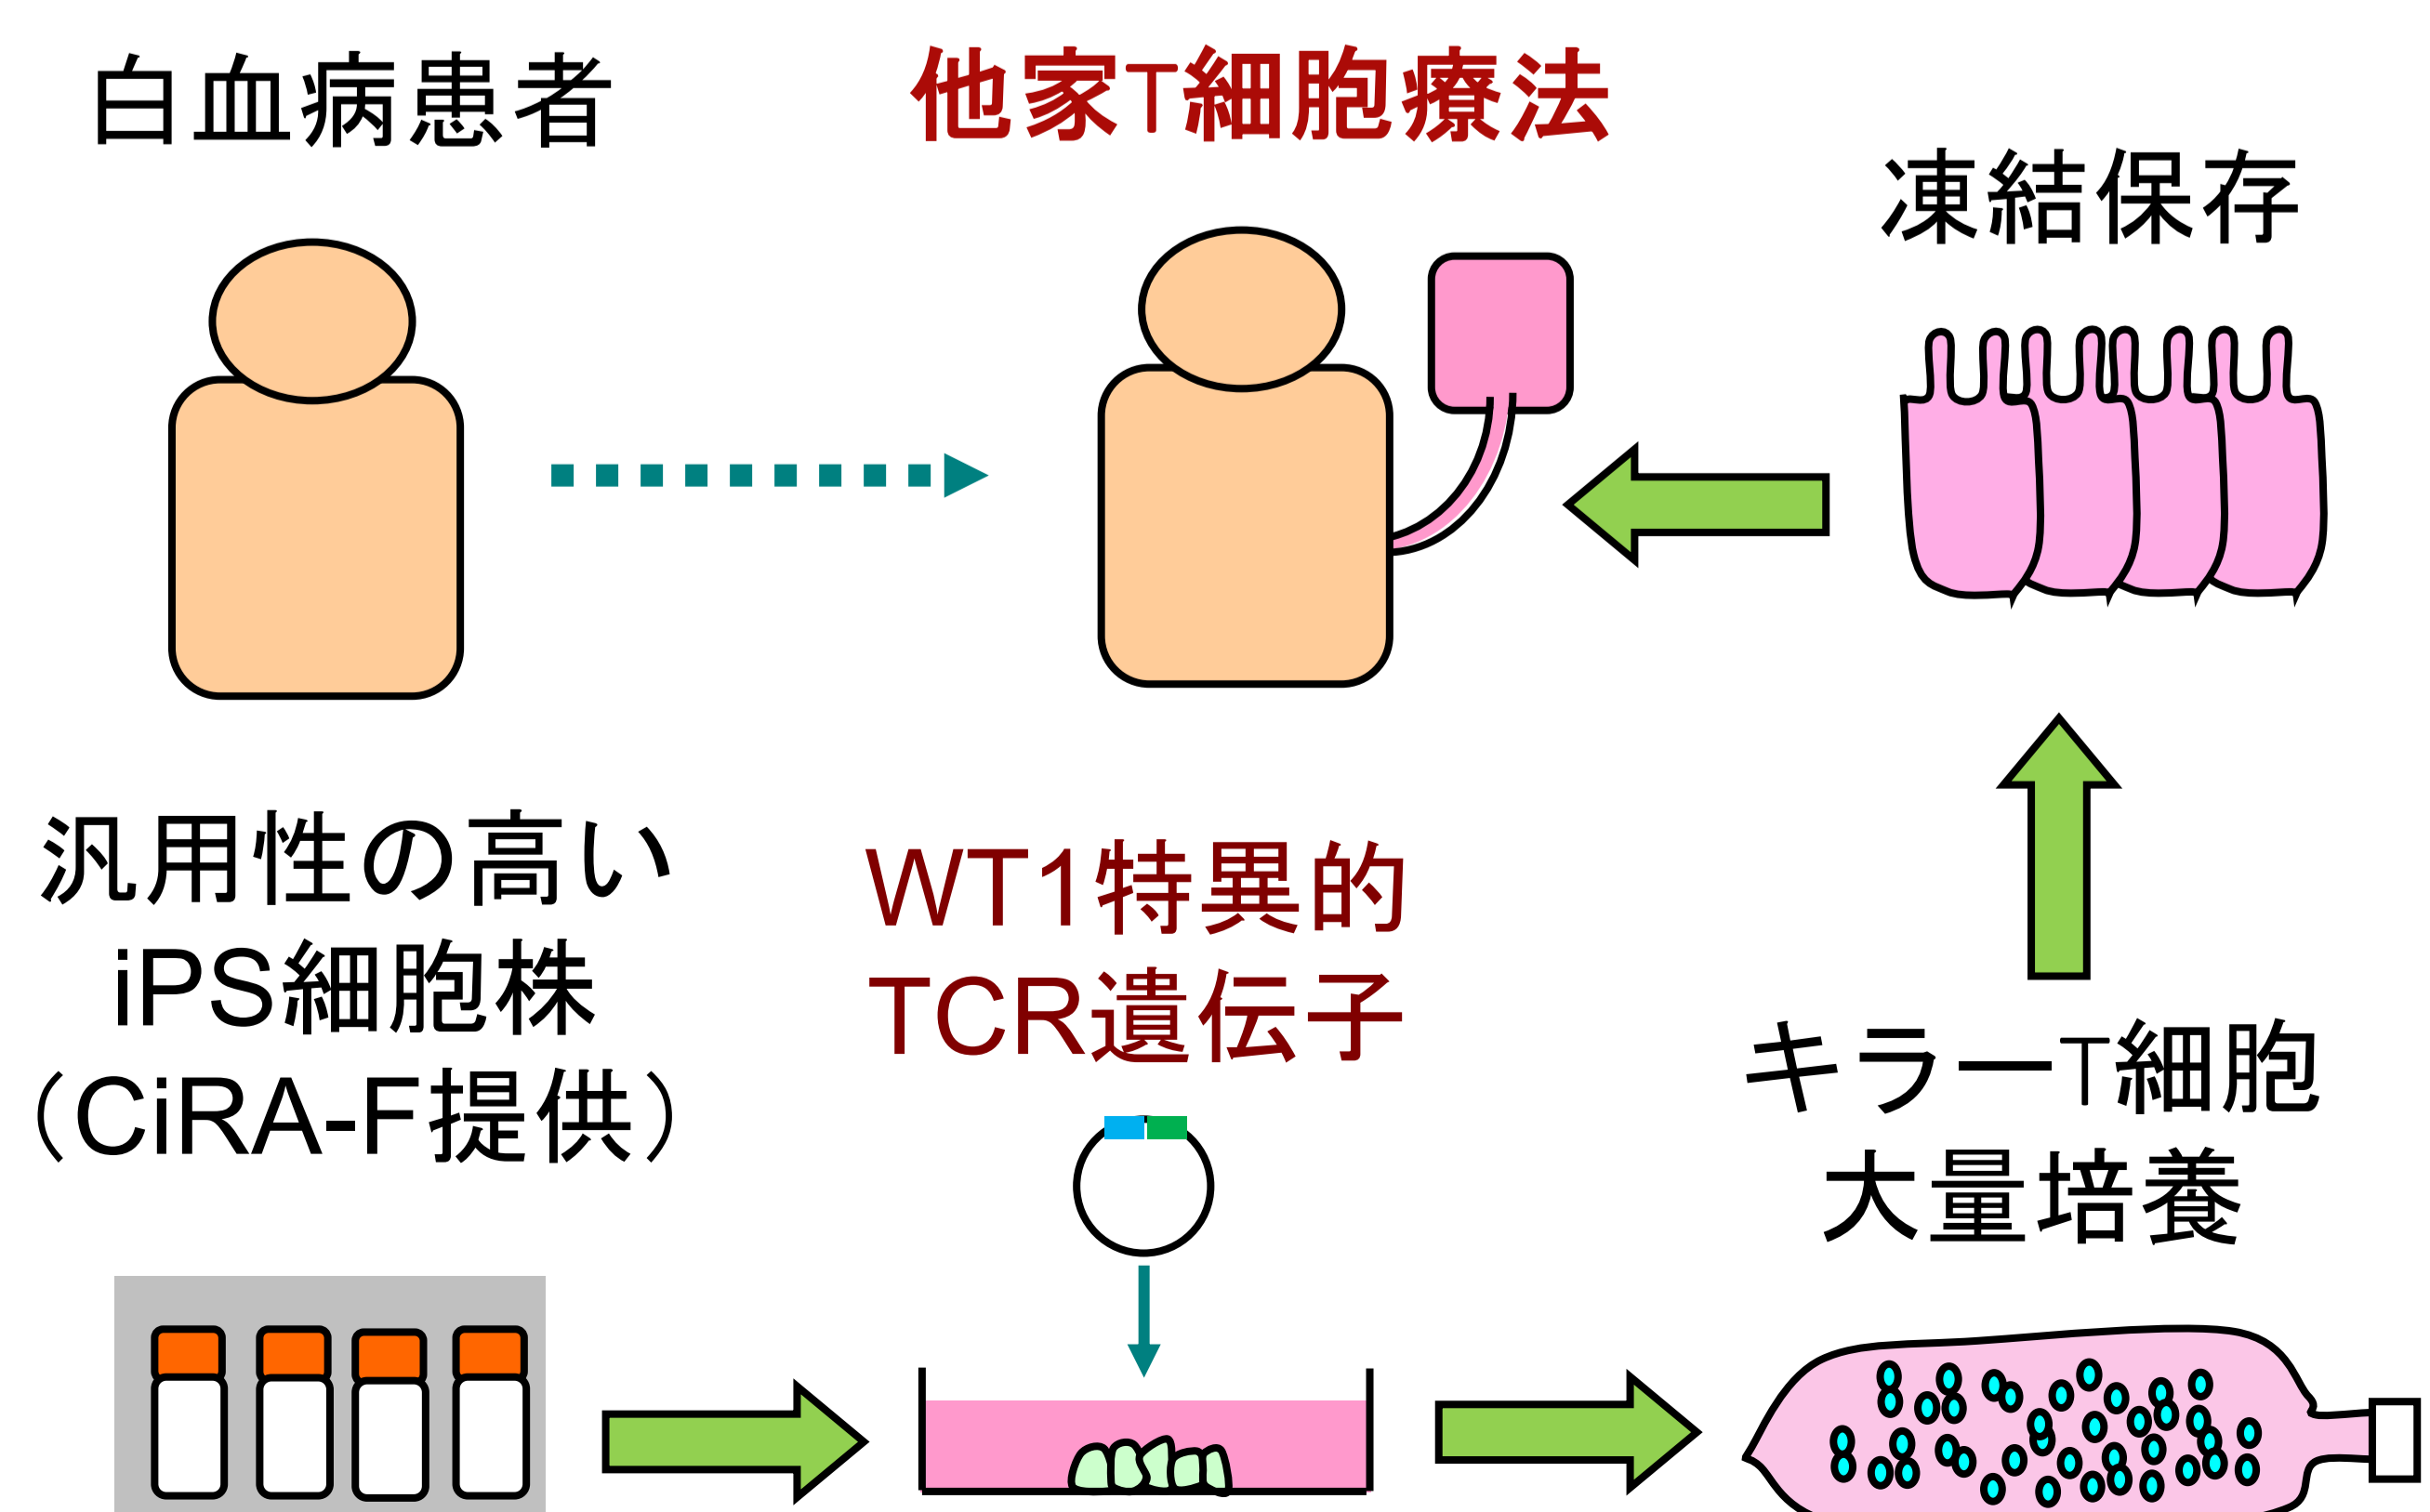 白血病患者
他家T細胞療法
凍結保存
汎用性の高い
iPS細胞株
（CiRA-F提供）
WT1特異的
TCR遺伝子
キラーT細胞
大量培養